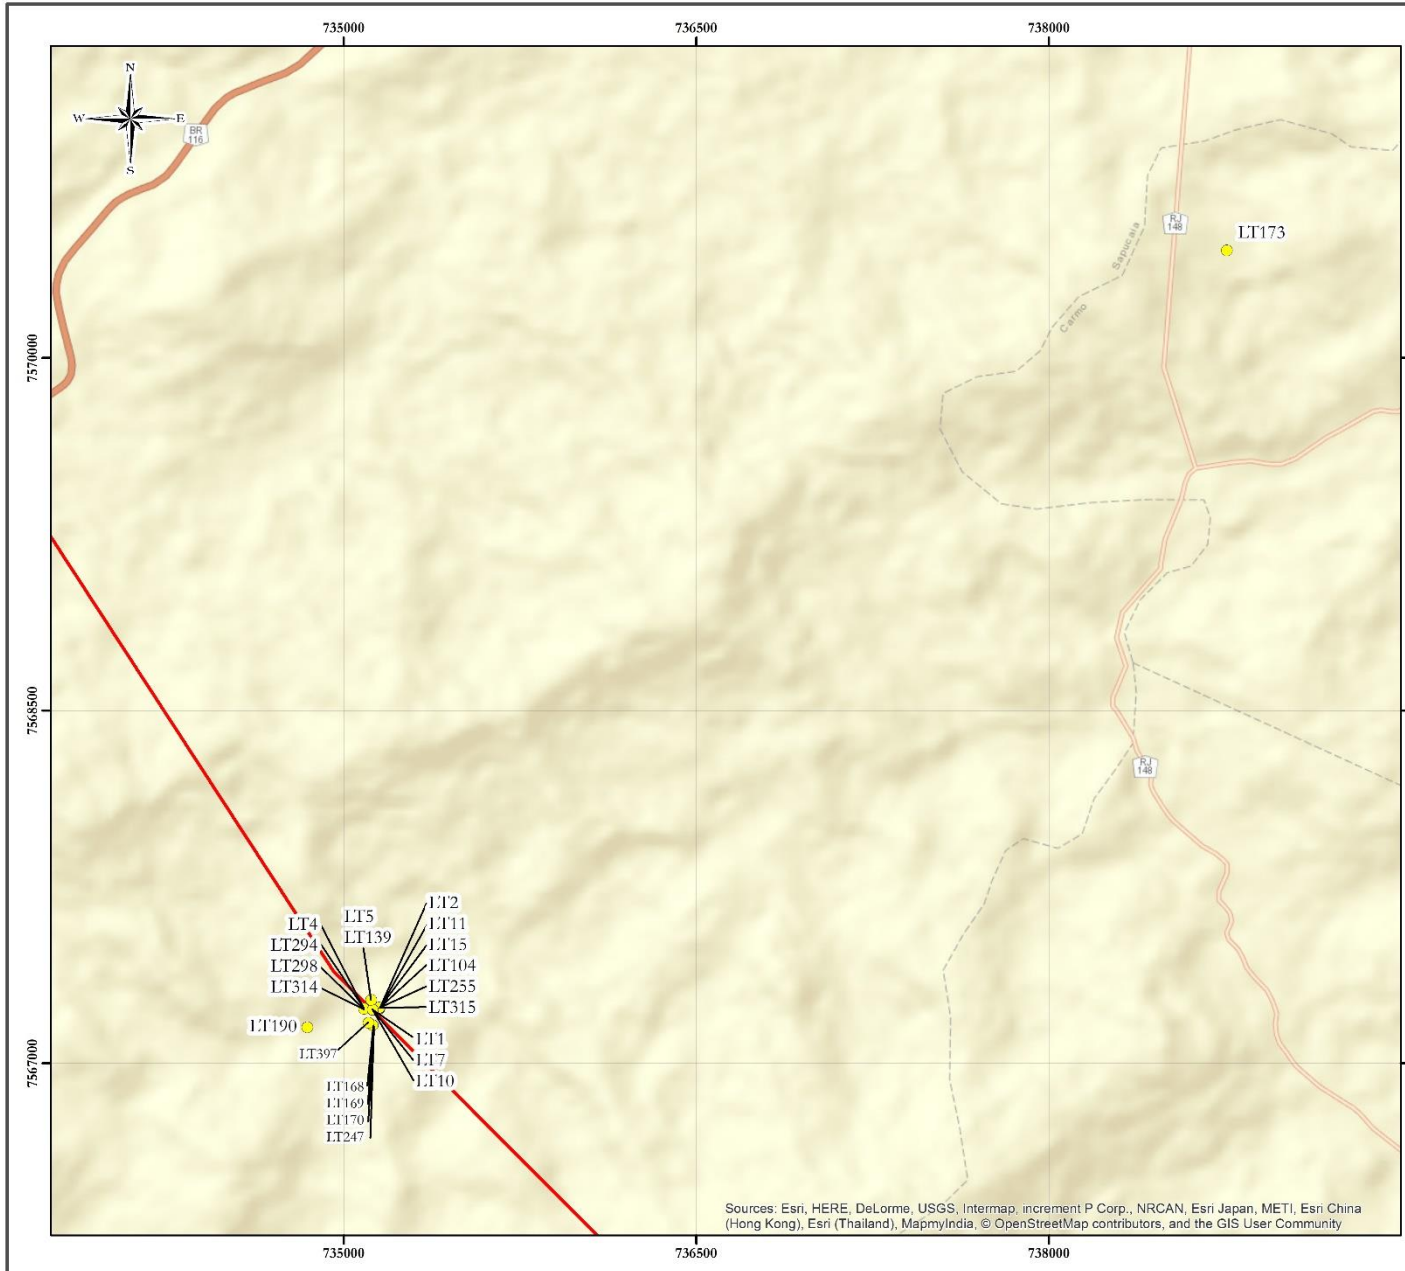 735000
736500
738000
N
W
E
S
BR
116
RJ
148
LT173
Sapucaia
Carmo
7570000
7568500
7567000
RJ
148
LT4
LT294
LT298
LT314
LT5
LT139
LT2
LT11
LT15
LT104
LT255
LT315
LT190
LT397
LT1
LT7
LT10
LT168
LT169
LT170
LT247
Sources: Esri, HERE, DeLorme, USGS, Intermap, increment P Corp., NRCAN, Esri Japan, METI, Esri China
(Hong Kong), Esri (Thailand), MapmyIndia, © OpenStreetMap contributors, and the GIS User Community
735000
736500
738000